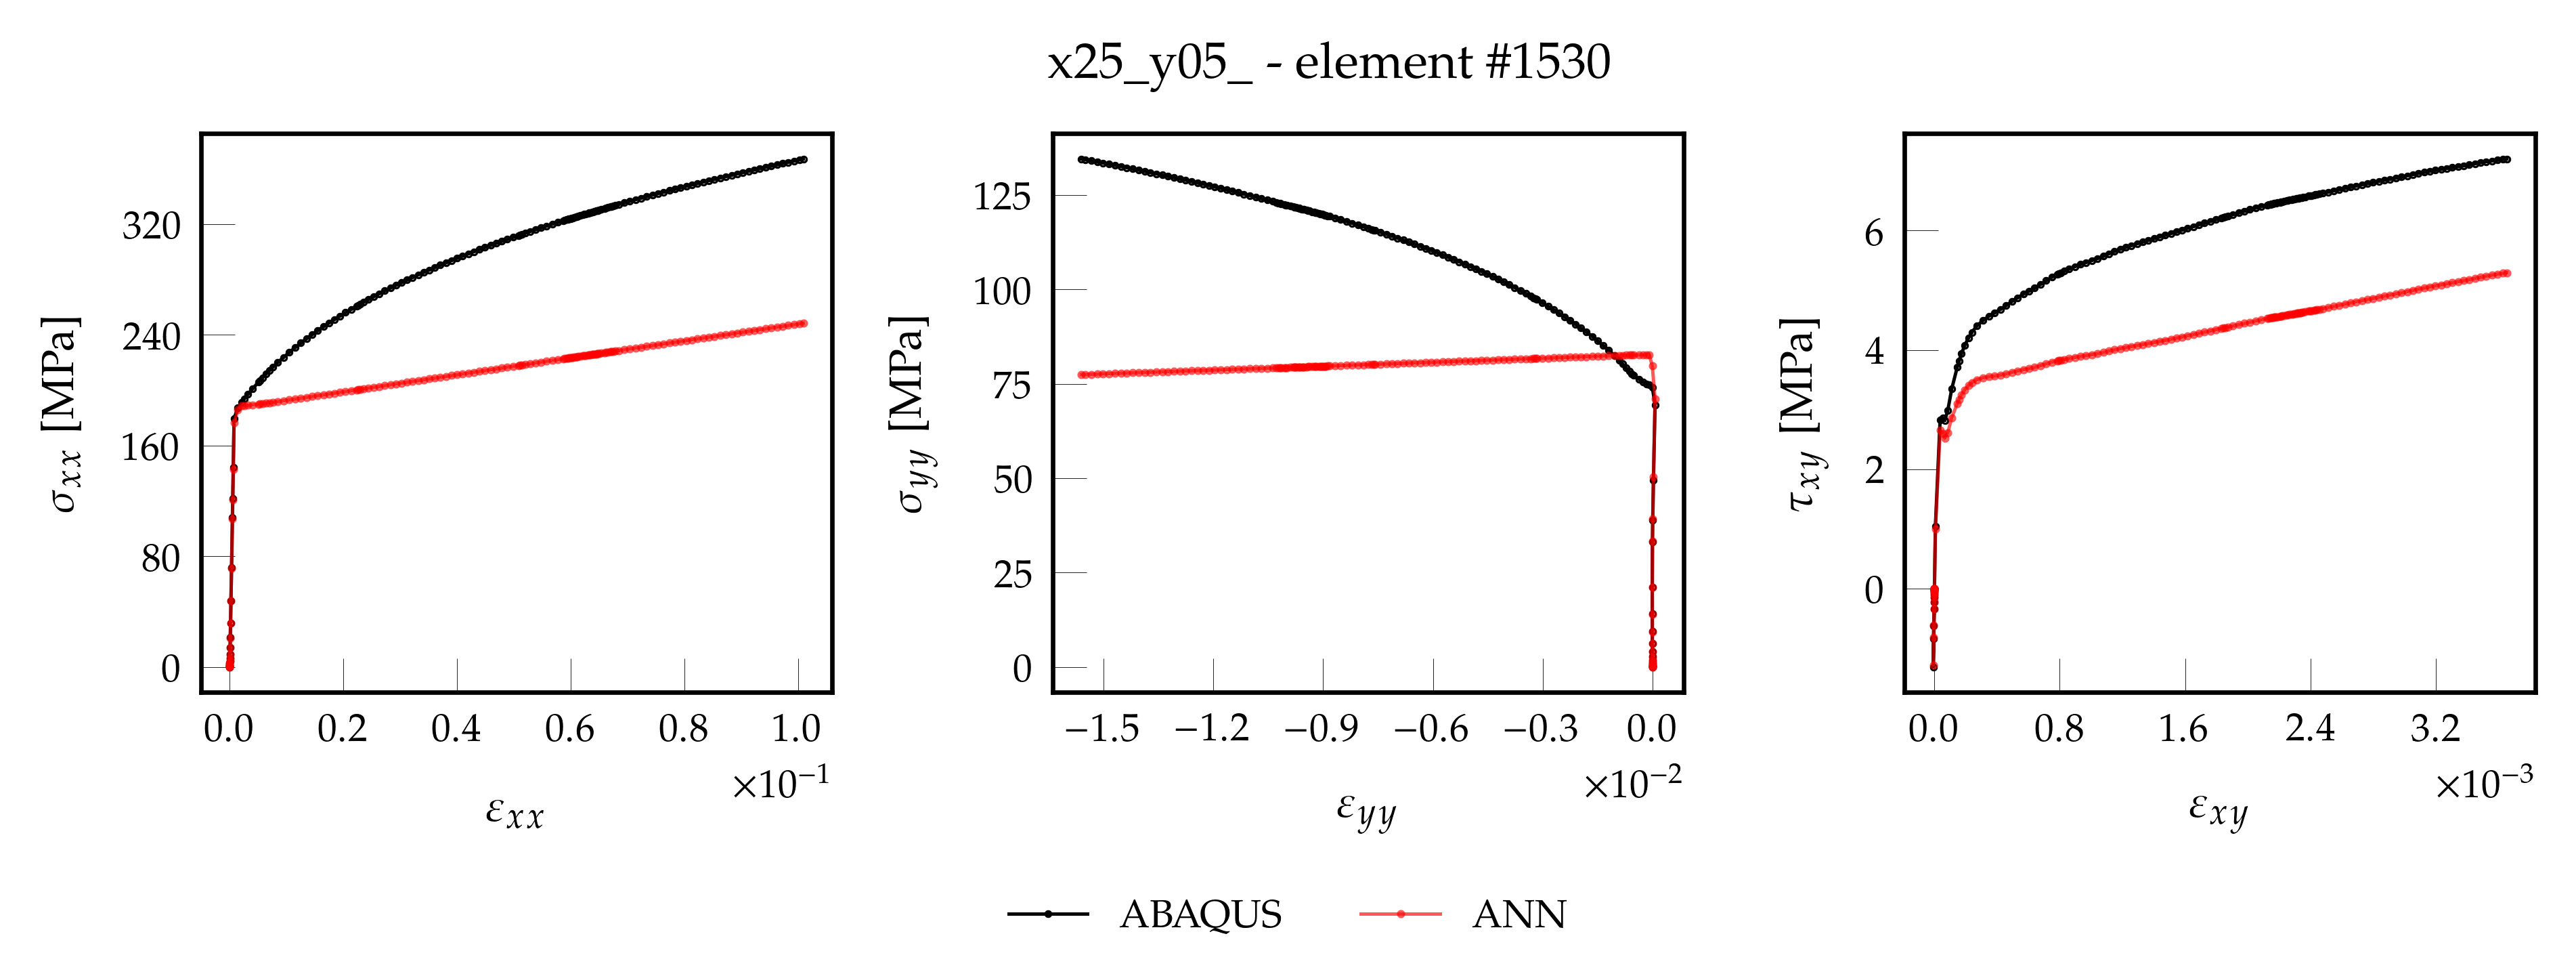 x25_y05_ - element #1530
σxx [MPa]
320
240
160
80
0
0.0 0.2 0.4 0.6 0.8 1.0
×10−1
εxx
σyy [MPa]
125
100
75
50
25
0
−1.5 −1.2 −0.9 −0.6 −0.3 0.0
×10−2
εyy
τxy [MPa]
6
4
2
0
0.0 0.8 1.6 2.4 3.2
×10−3
εxy
ABAQUS ANN